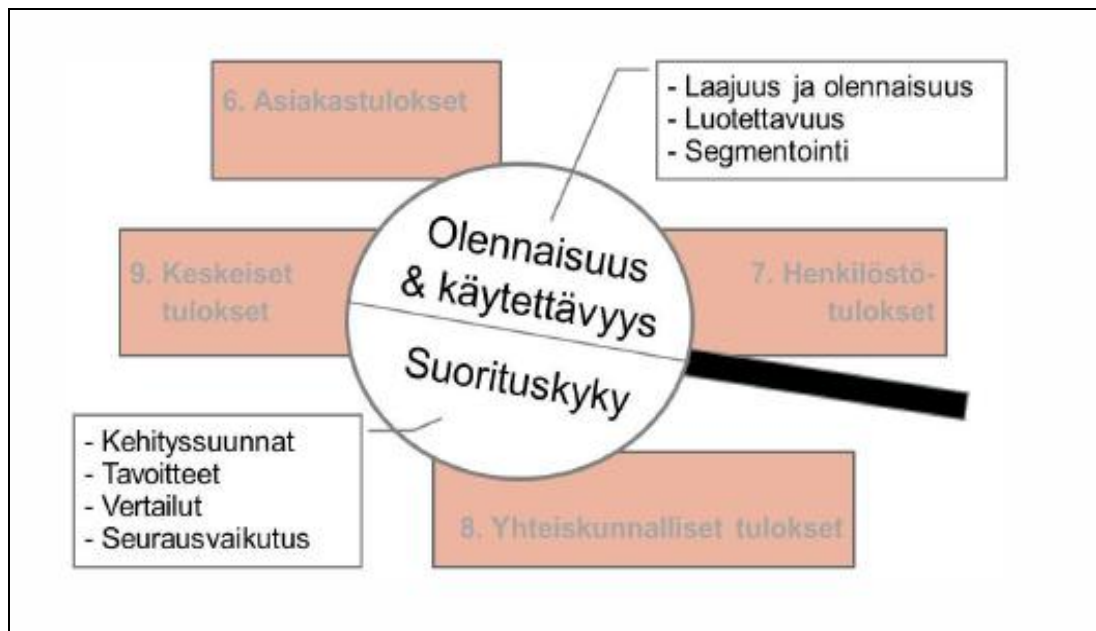 6. Asiakastulokset
- Laajuus ja olennaisuus
- Luotettavuus
- Segmentointi
Olennaisuus
& käytettävyys
9. Keskeiset
tulokset
7. Henkilöstö-
tulokset
Suorituskyky
- Kehityssuunnat
- Tavoitteet
- Vertailut
- Seurausvaikutus
8. Yhteiskunnalliset tulokset